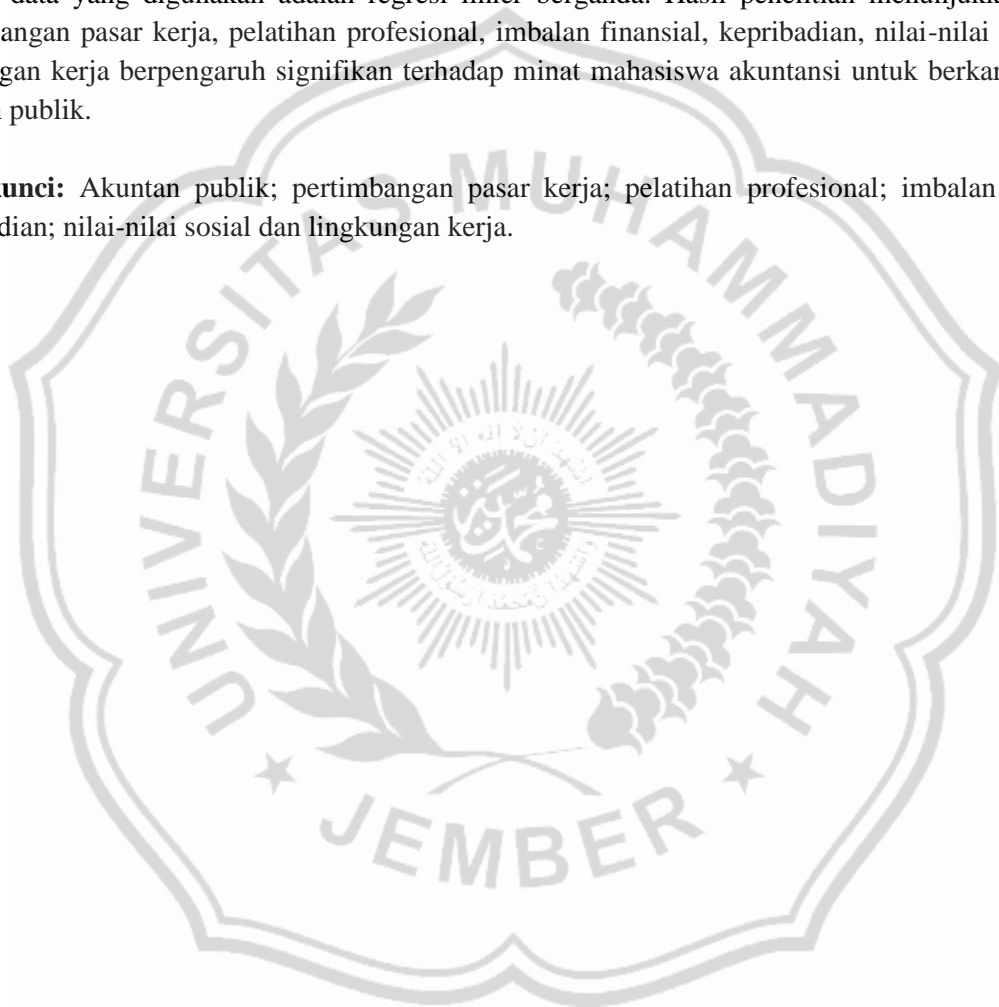 data yang digunakan adalah regresi linier berganda. Hasil penelitian menunjukk
angan pasar kerja, pelatihan profesional, imbalan finansial, kepribadian, nilai-nilai
gan kerja berpengaruh signifikan terhadap minat mahasiswa akuntansi untuk berkar
publik.
unci: Akuntan publik; pertimbangan pasar kerja; pelatihan profesional; imbalan
dian; nilai-nilai sosial dan lingkungan kerja.
UNIVERSITAS MUHAMMADIYAH
JEMBER